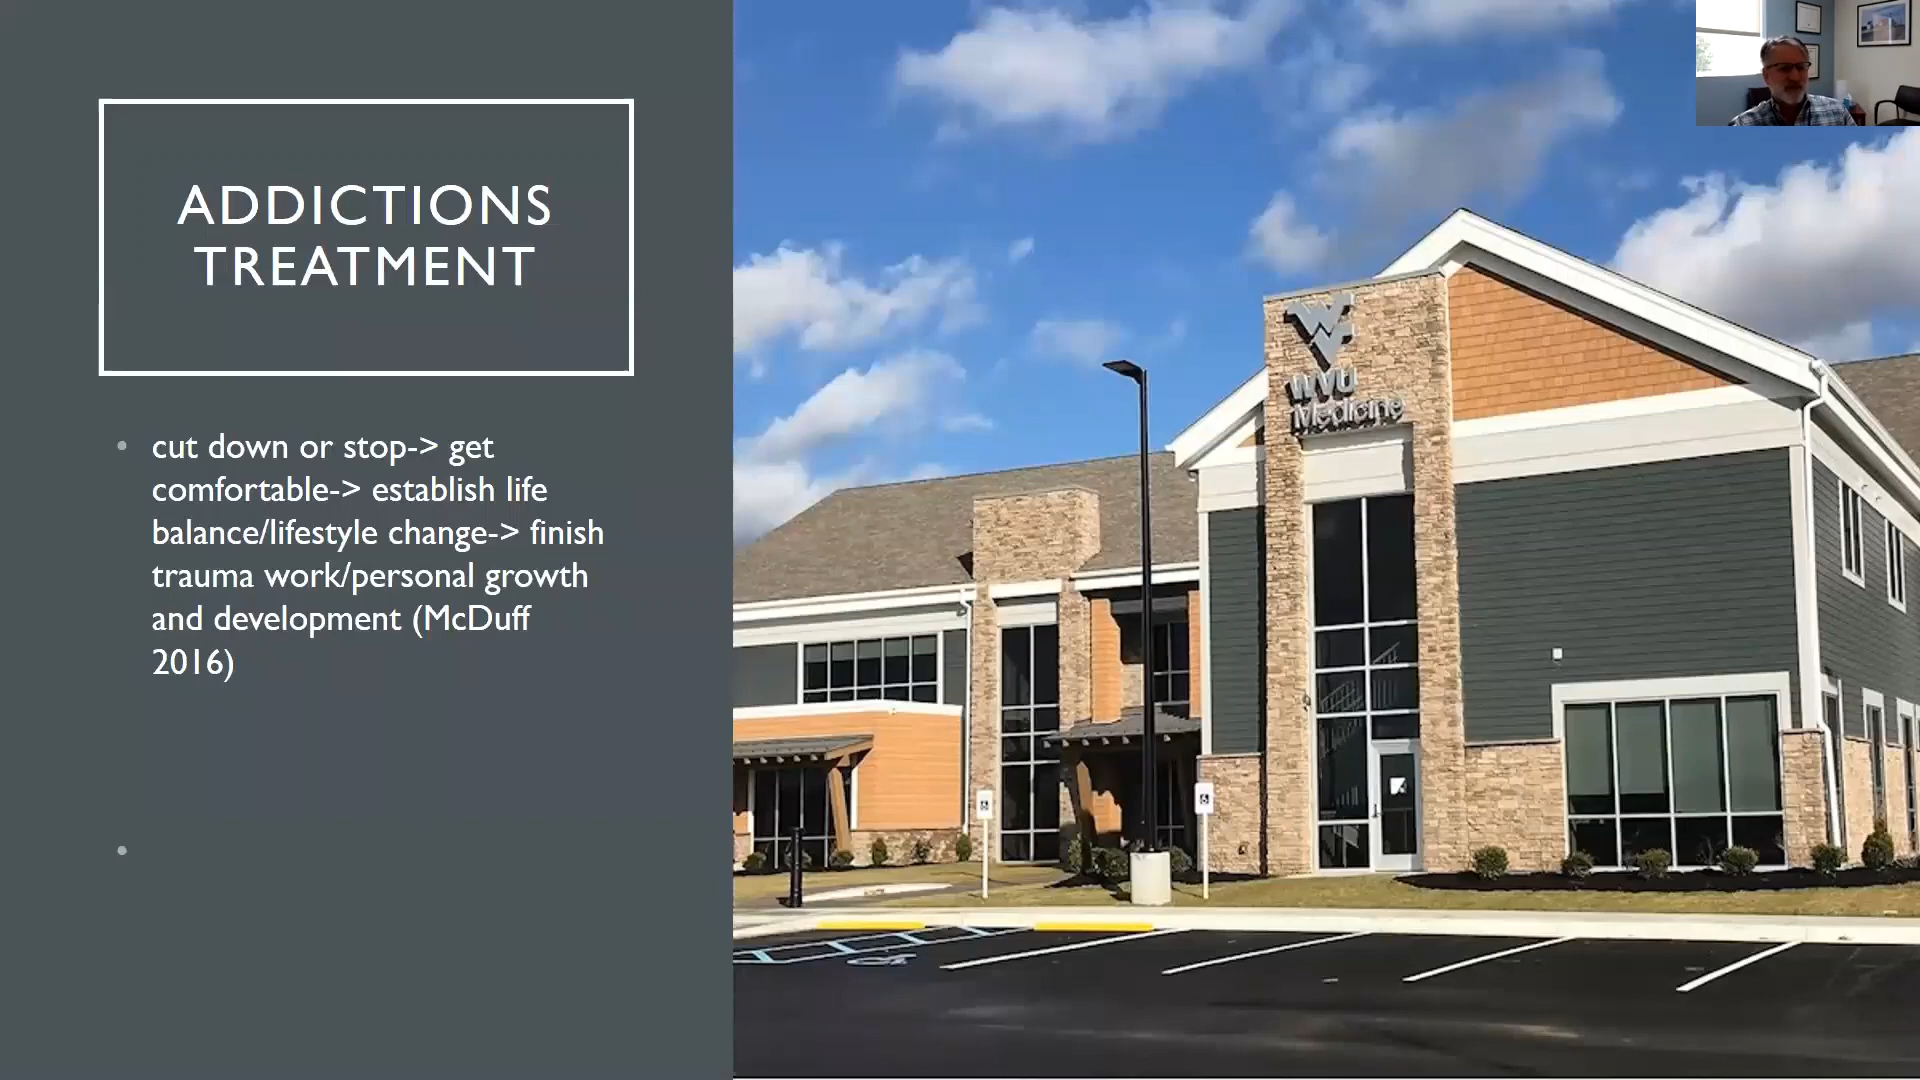 ADDICTIONS
TREATMENT
cut down or stop-> get
comfortable-> establish life
balance/lifestyle change-> finish
trauma work/personal growth
and development (McDuff
2016)
WVU
Medicine